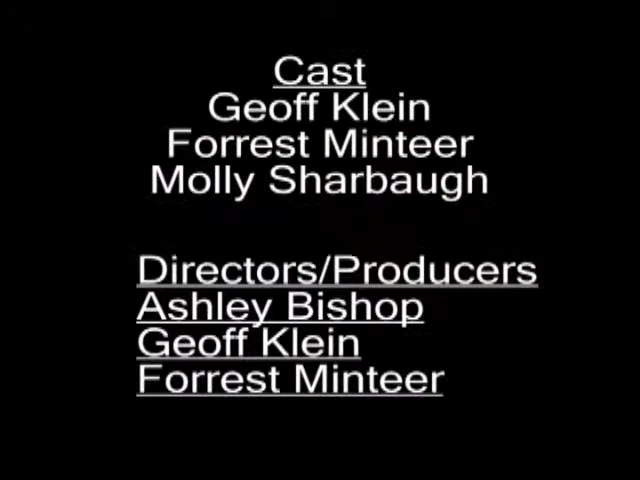 Cast
Geoff Klein
Forrest Minteer
Molly Sharbaugh
Directors/Producers
Ashley Bishop
Geoff Klein
Forrest Minteer